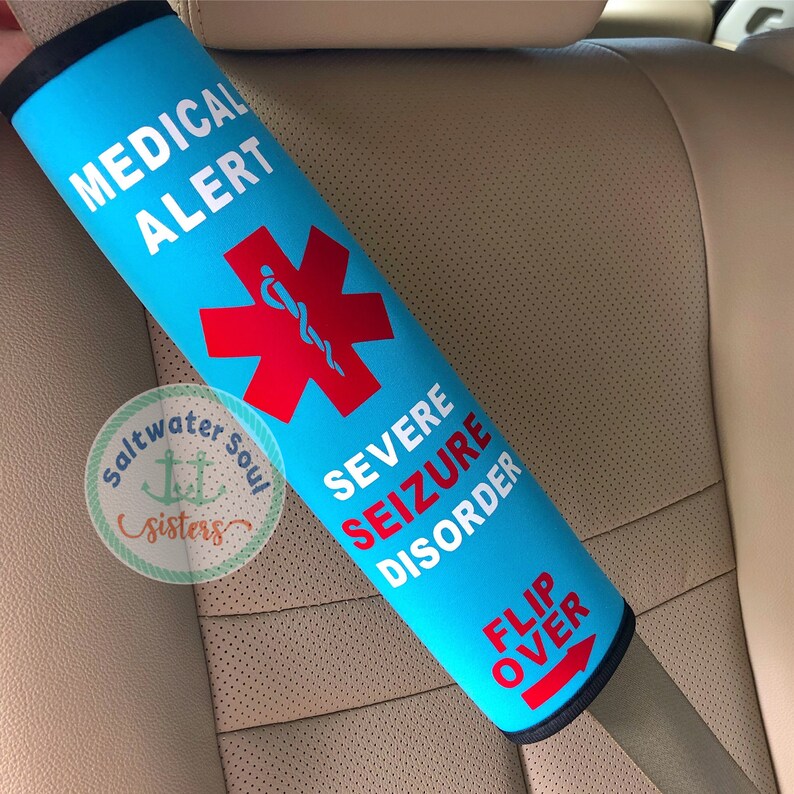 MEDICAL
ALERT
SEVERE
SEIZURE
DISORDER
FLIP
OVER
Saltwater Soul
sisters